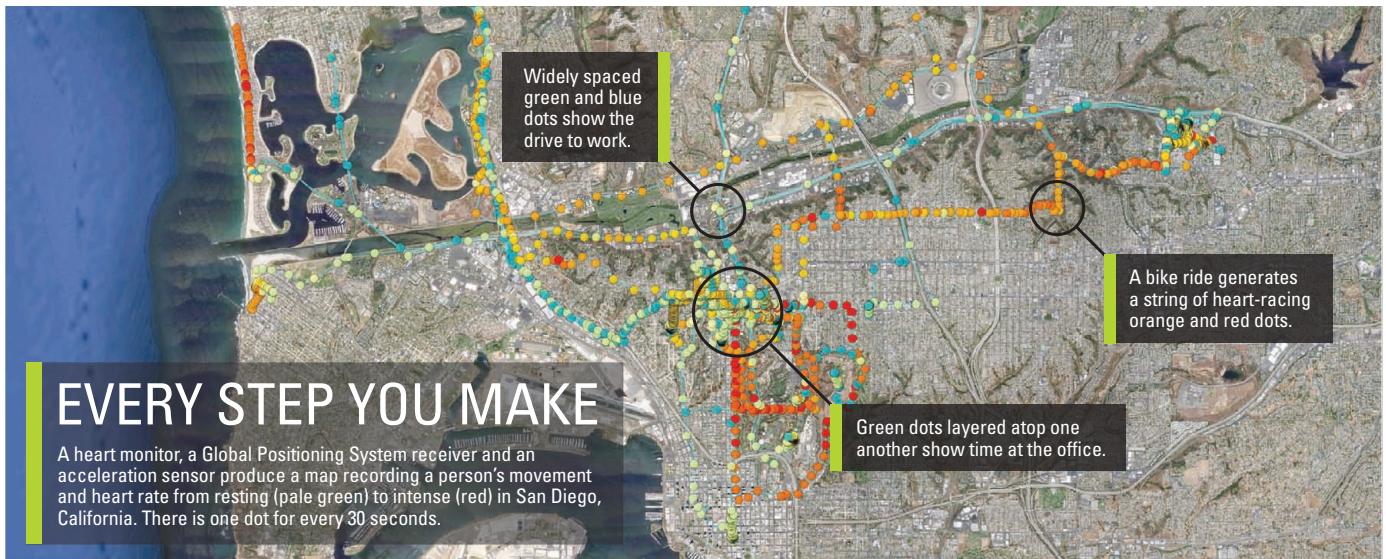 Widely spaced
green and blue
dots show the
drive to work.
A bike ride generates
a string of heart-racing
orange and red dots.
Green dots layered atop one
another show time at the office.
EVERY STEP YOU MAKE
A heart monitor, a Global Positioning System receiver and an
acceleration sensor produce a map recording a person’s movement
and heart rate from resting (pale green) to intense (red) in San Diego,
California. There is one dot for every 30 seconds.